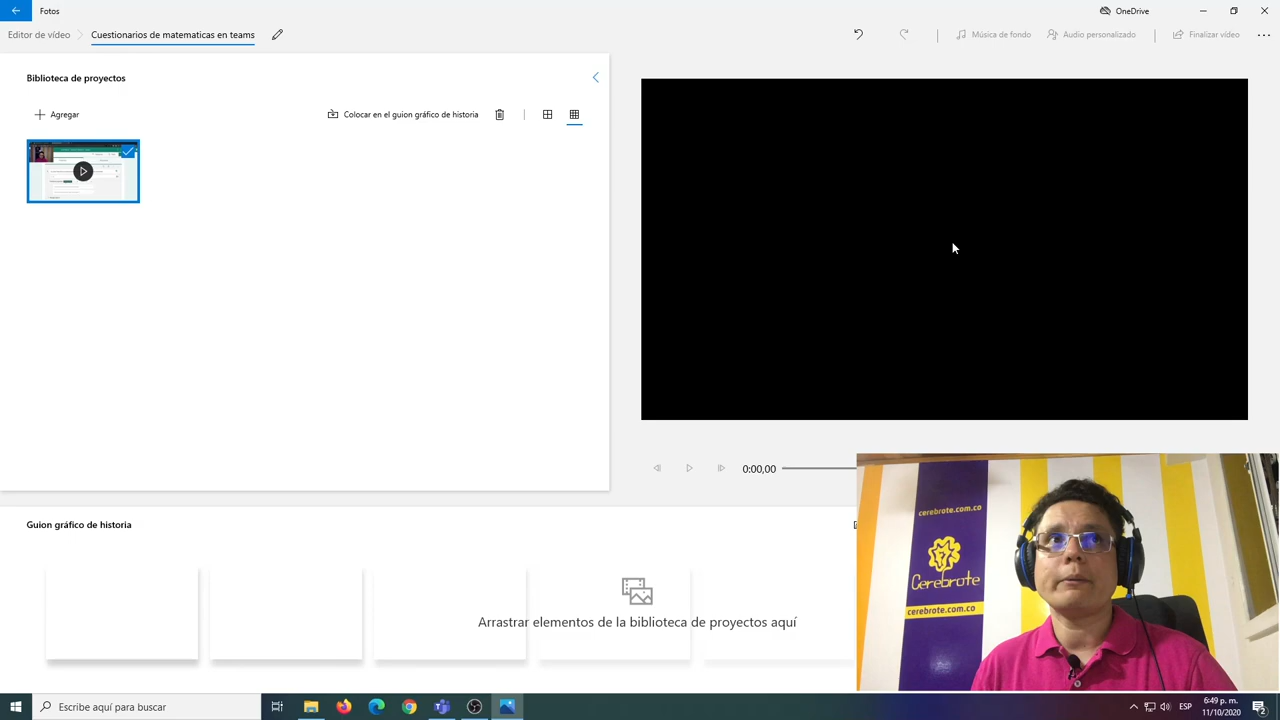 Fotos
OneDrive
Editor de vídeo
Cuestionarios de matematicas en teams
Música de fondo
Audio personalizado
Finalizar vídeo
Biblioteca de proyectos
Agregar
Colocar en el guion gráfico de historia
0:00,00
Guion gráfico de historia
Arrastrar elementos de la biblioteca de proyectos aquí
cerebrote.com.co
Cerebrote
cerebrote.com.co
Escribe aquí para buscar
ESP
6:49 p. m.
11/10/2020
2